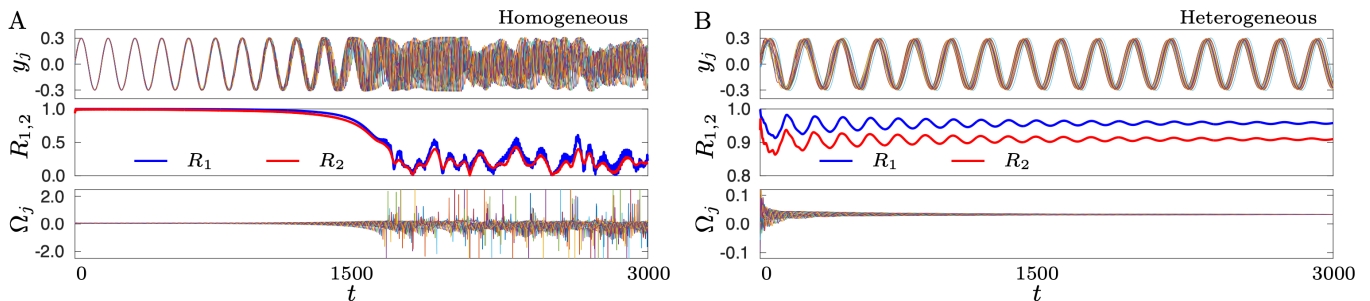 A
Homogeneous
y_j
0.3
0.0
-0.3
R_{1,2}
1.0
0.5
0.0
R_1
R_2
Ω_j
2.0
0.0
-2.0
0 1500 3000
t
B
Heterogeneous
y_j
0.3
0.0
-0.3
R_{1,2}
1.0
0.9
0.8
R_1
R_2
Ω_j
0.1
0.0
-0.1
0 1500 3000
t